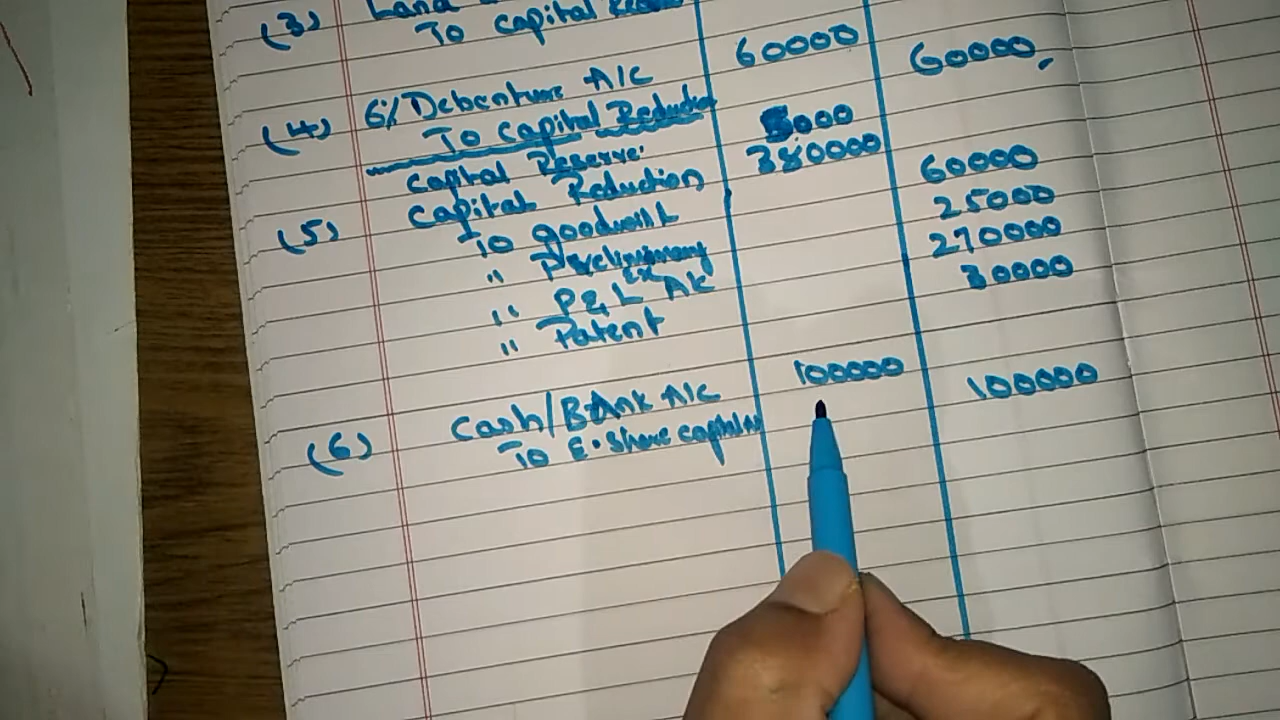 (3) Land
To capital
60000 60000,
(4) 6% Debenture A/c
To capital Reduction
Capital Reserve 5000
(5) Capital Reduction 380000
To goodwill 60000
" Preliminary Ex 25000
" P & L A/c 270000
" Patent 30000
(6) Cash/Bank A/c 100000
To E. Share capital A/c 100000